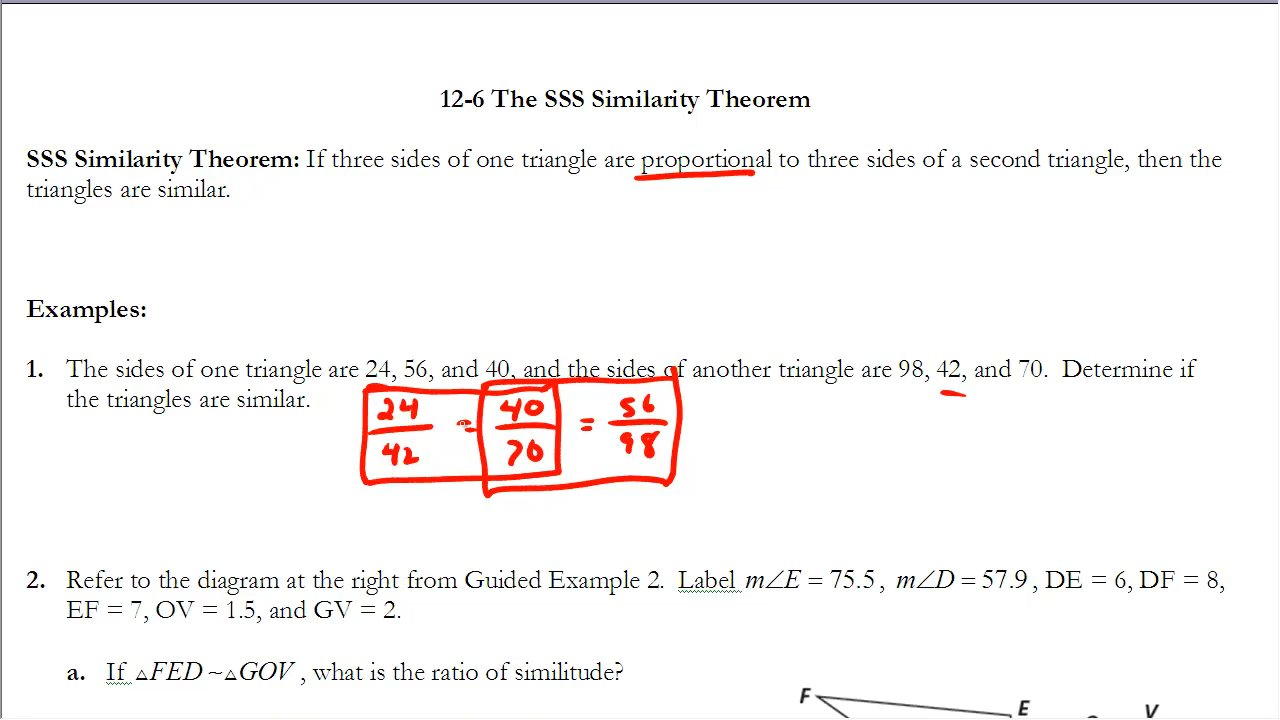 12-6 The SSS Similarity Theorem
SSS Similarity Theorem: If three sides of one triangle are proportional to three sides of a second triangle, then the
triangles are similar.
Examples:
1. The sides of one triangle are 24, 56, and 40, and the sides of another triangle are 98, 42, and 70. Determine if
the triangles are similar.
24/42 = 40/70 = 56/98
2. Refer to the diagram at the right from Guided Example 2. Label m∠E = 75.5, m∠D = 57.9, DE = 6, DF = 8,
EF = 7, OV = 1.5, and GV = 2.
a. If △FED ~ △GOV, what is the ratio of similitude?
F E V